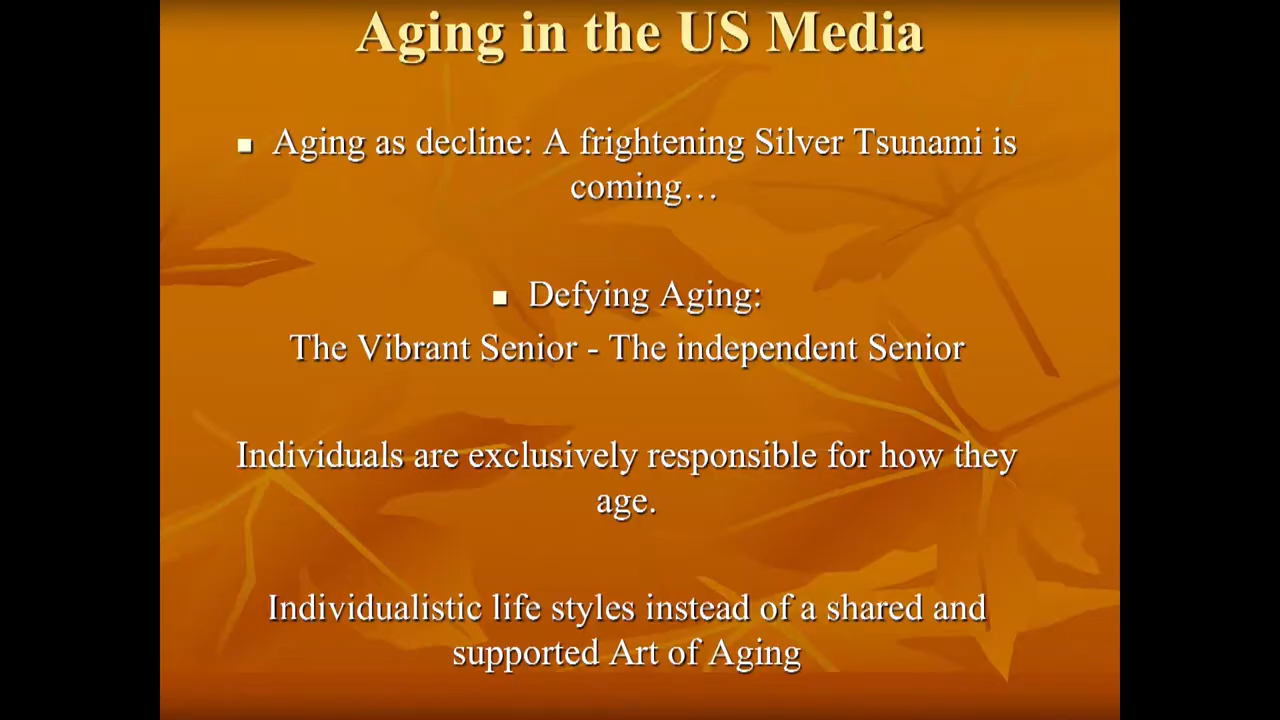 Aging in the US Media
▪ Aging as decline: A frightening Silver Tsunami is
coming…
▪ Defying Aging:
The Vibrant Senior - The independent Senior
Individuals are exclusively responsible for how they
age.
Individualistic life styles instead of a shared and
supported Art of Aging